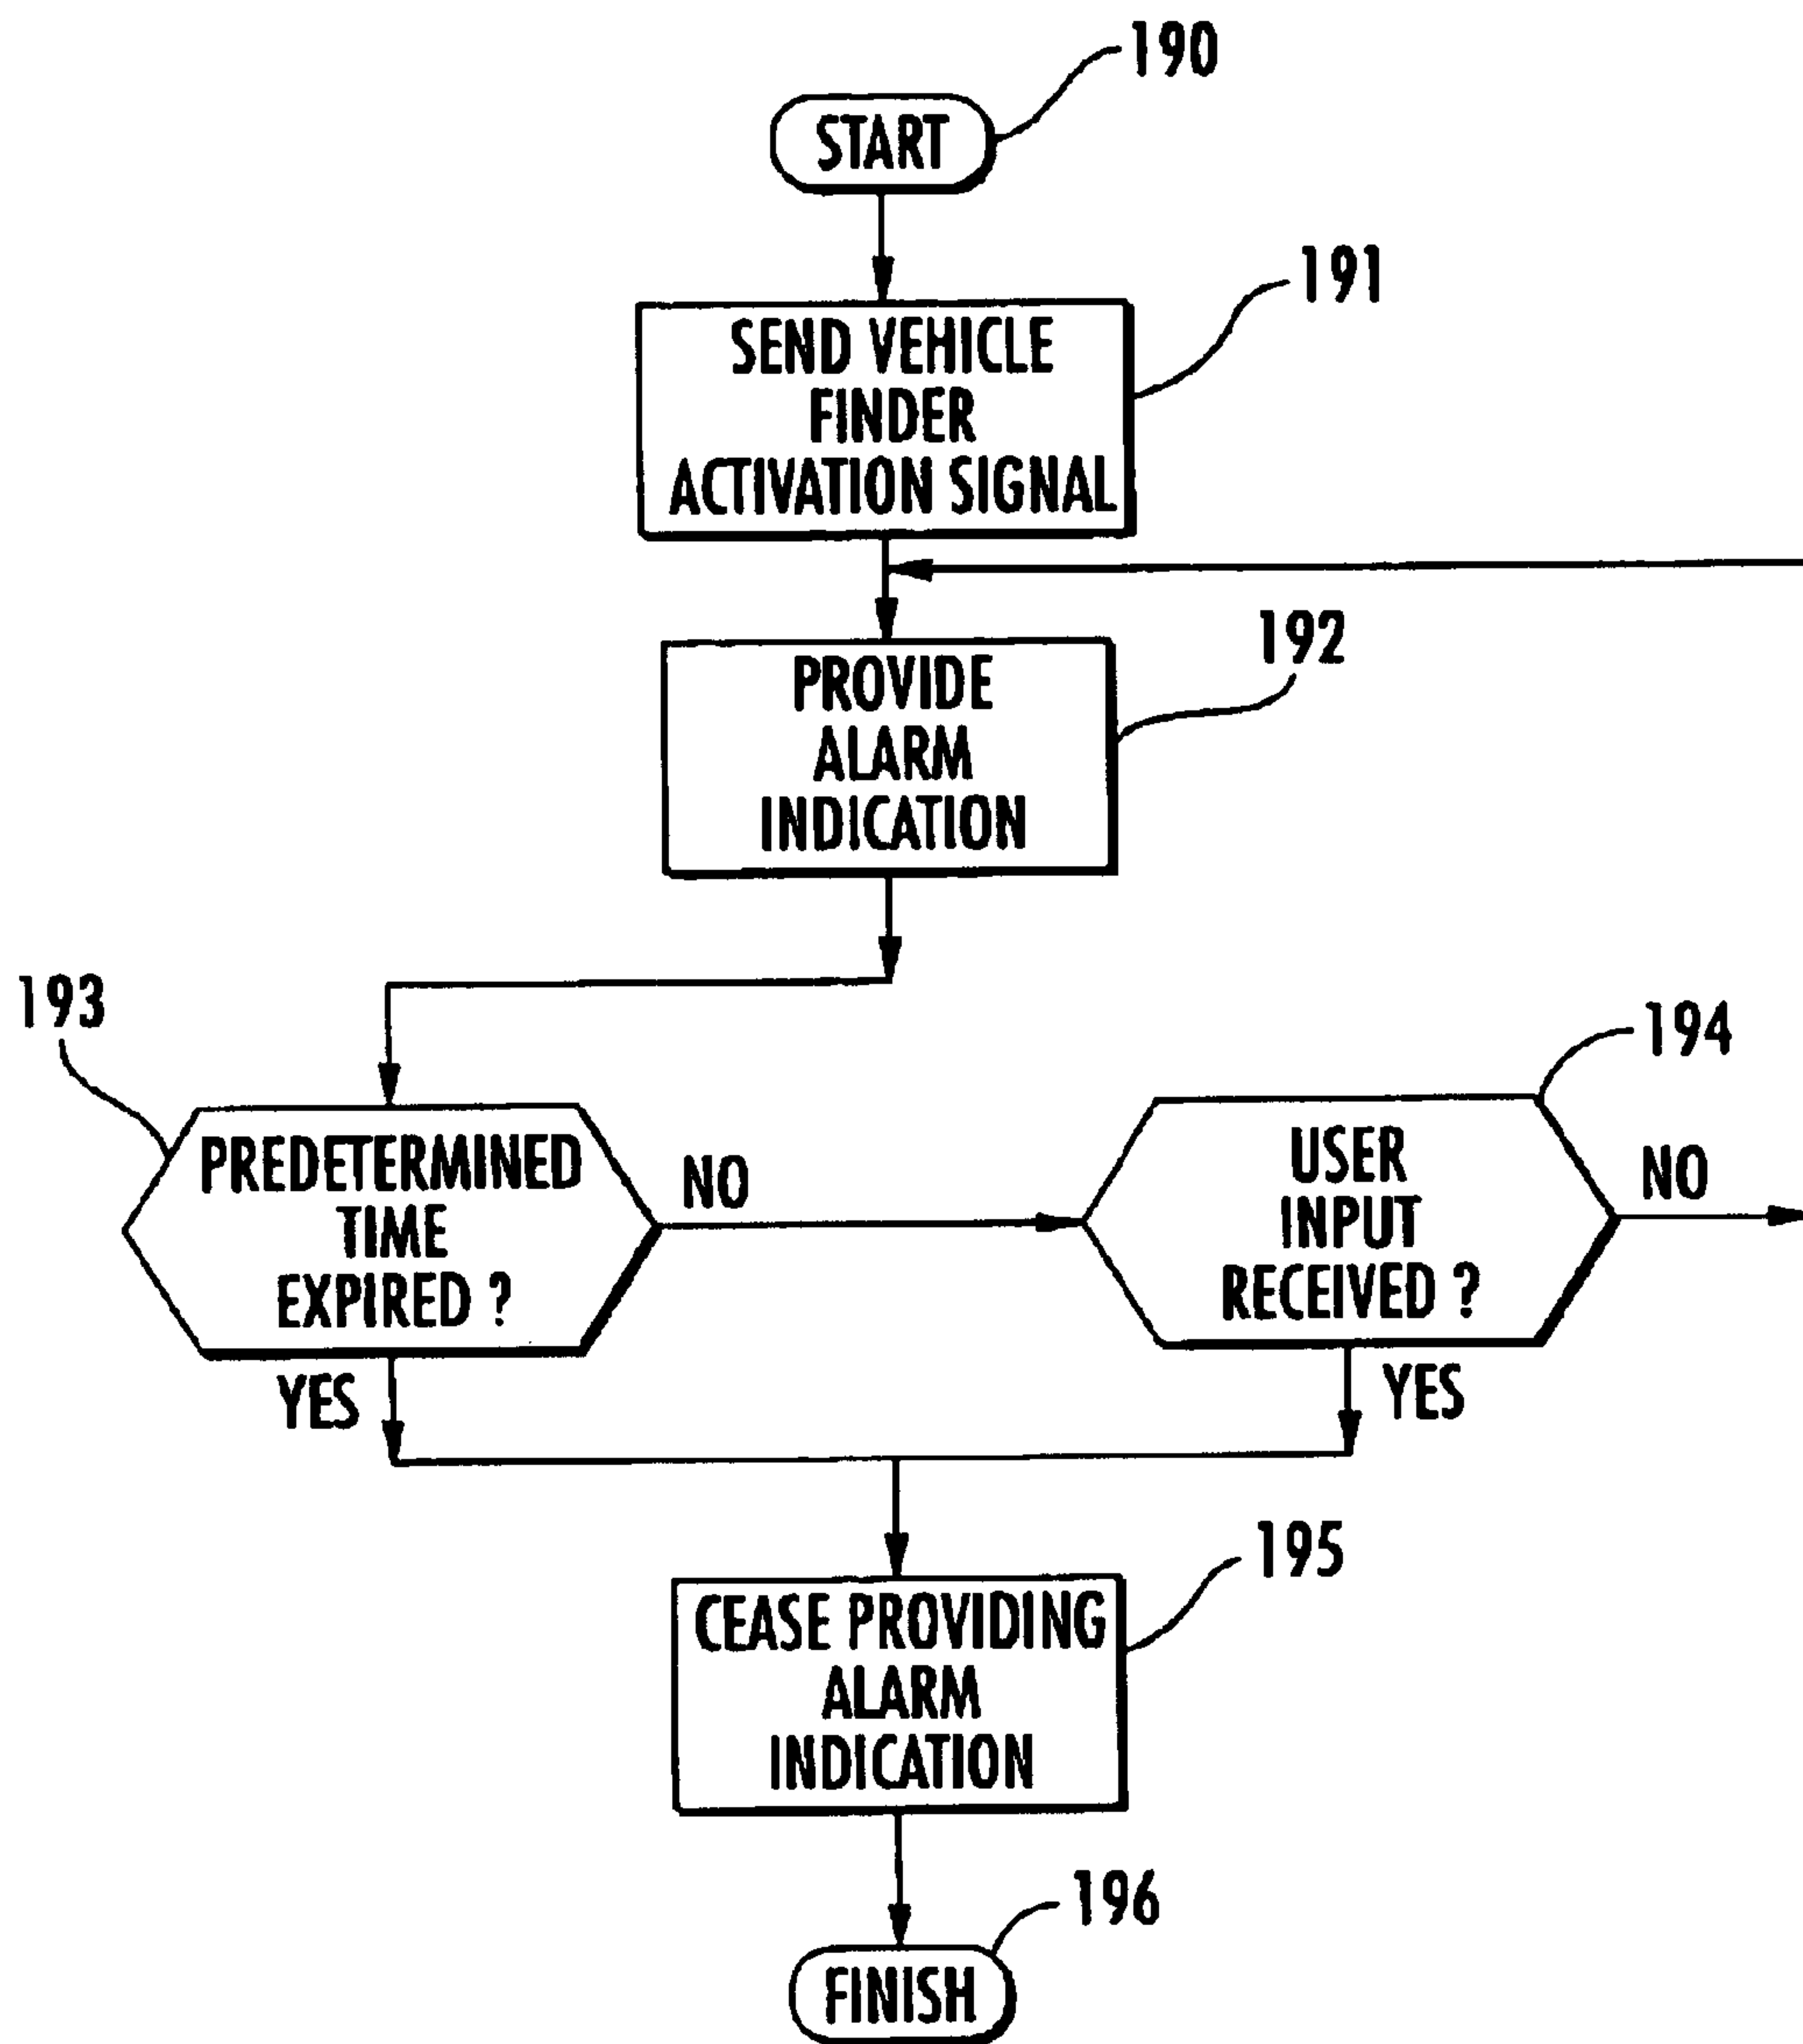 190
START
191
SEND VEHICLE
FINDER
ACTIVATION SIGNAL
192
PROVIDE
ALARM
INDICATION
193
PREDETERMINED
TIME
EXPIRED ?
NO
194
USER
INPUT
RECEIVED ?
NO
YES
YES
195
CEASE PROVIDING
ALARM
INDICATION
196
FINISH